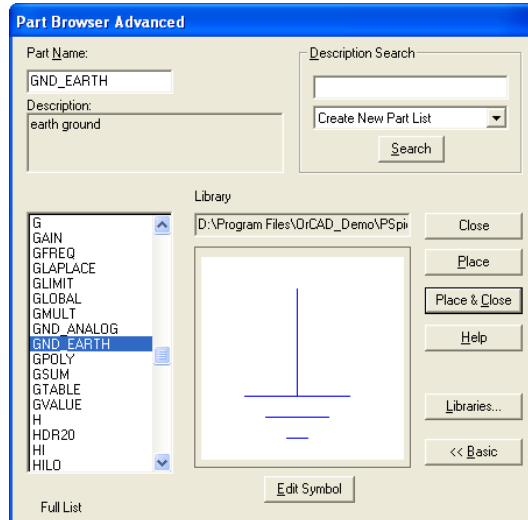 Part Browser Advanced
Part Name:
GND_EARTH
Description:
earth ground
Description Search
Create New Part List
Search
Library
D:\Program Files\OrCAD_Demo\PSpi
G
GAIN
GFREQ
GLAPLACE
GLIMIT
GLOBAL
GMULT
GND_ANALOG
GND_EARTH
GPOLY
GSUM
GTABLE
GVALUE
H
HDR20
HI
HILO
Full List
Edit Symbol
Close
Place
Place & Close
Help
Libraries...
<< Basic